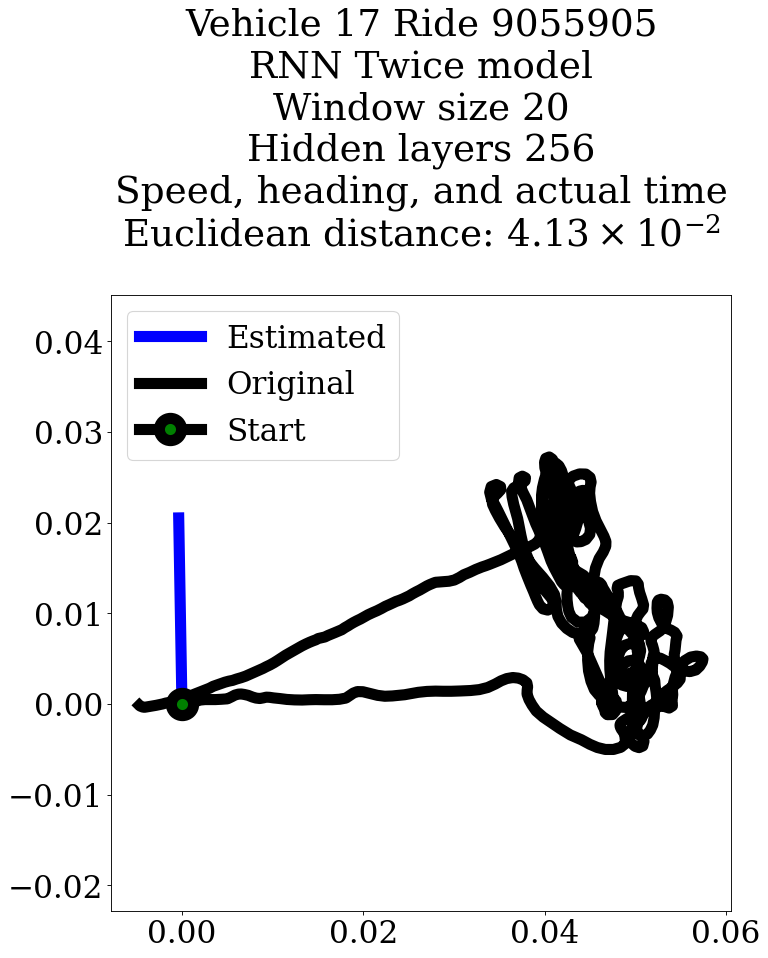 Vehicle 17 Ride 9055905
RNN Twice model
Window size 20
Hidden layers 256
Speed, heading, and actual time
Euclidean distance: 4.13 × 10⁻²
Estimated
Original
Start
0.04
0.03
0.02
0.01
0.00
−0.01
−0.02
0.00 0.02 0.04 0.06